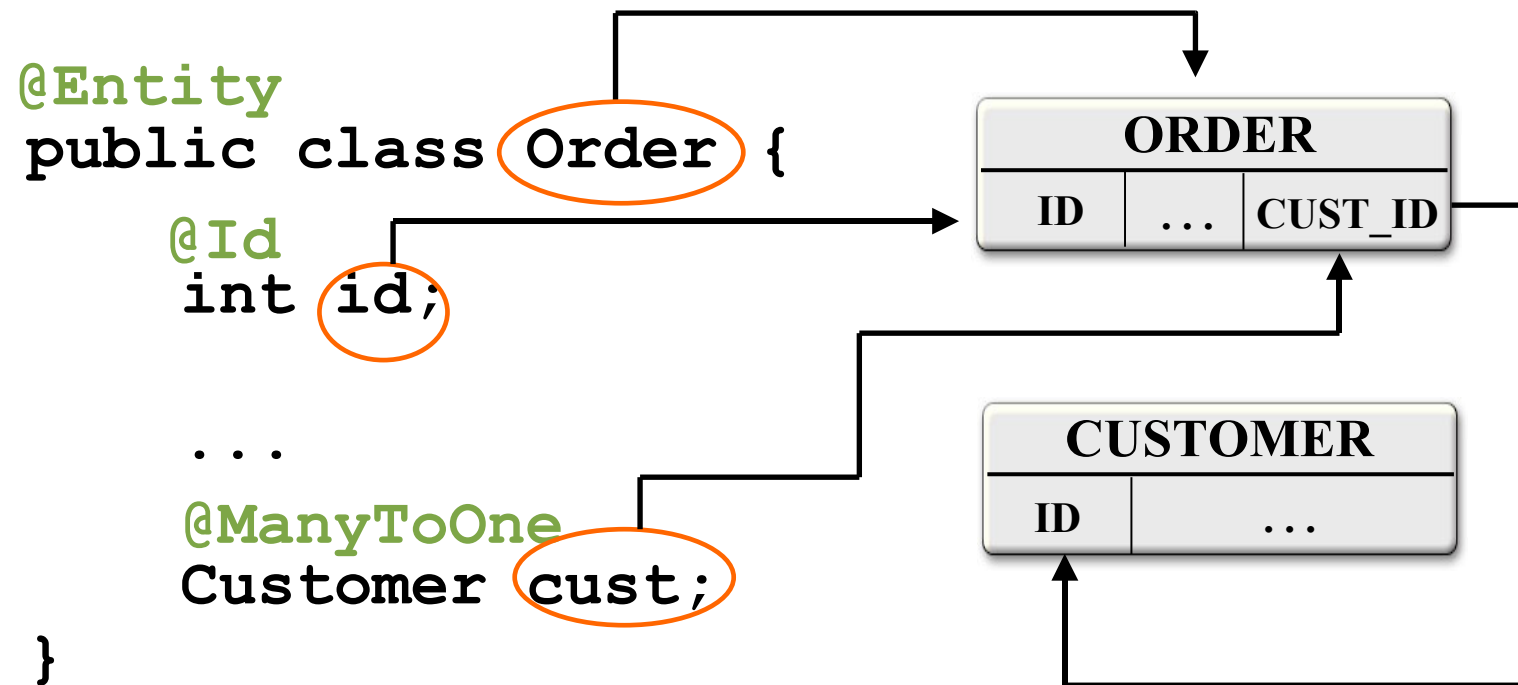 @Entity
public class Order {
@Id
int id;
...
@ManyToOne
Customer cust;
}
ORDER
ID ... CUST_ID
CUSTOMER
ID ...